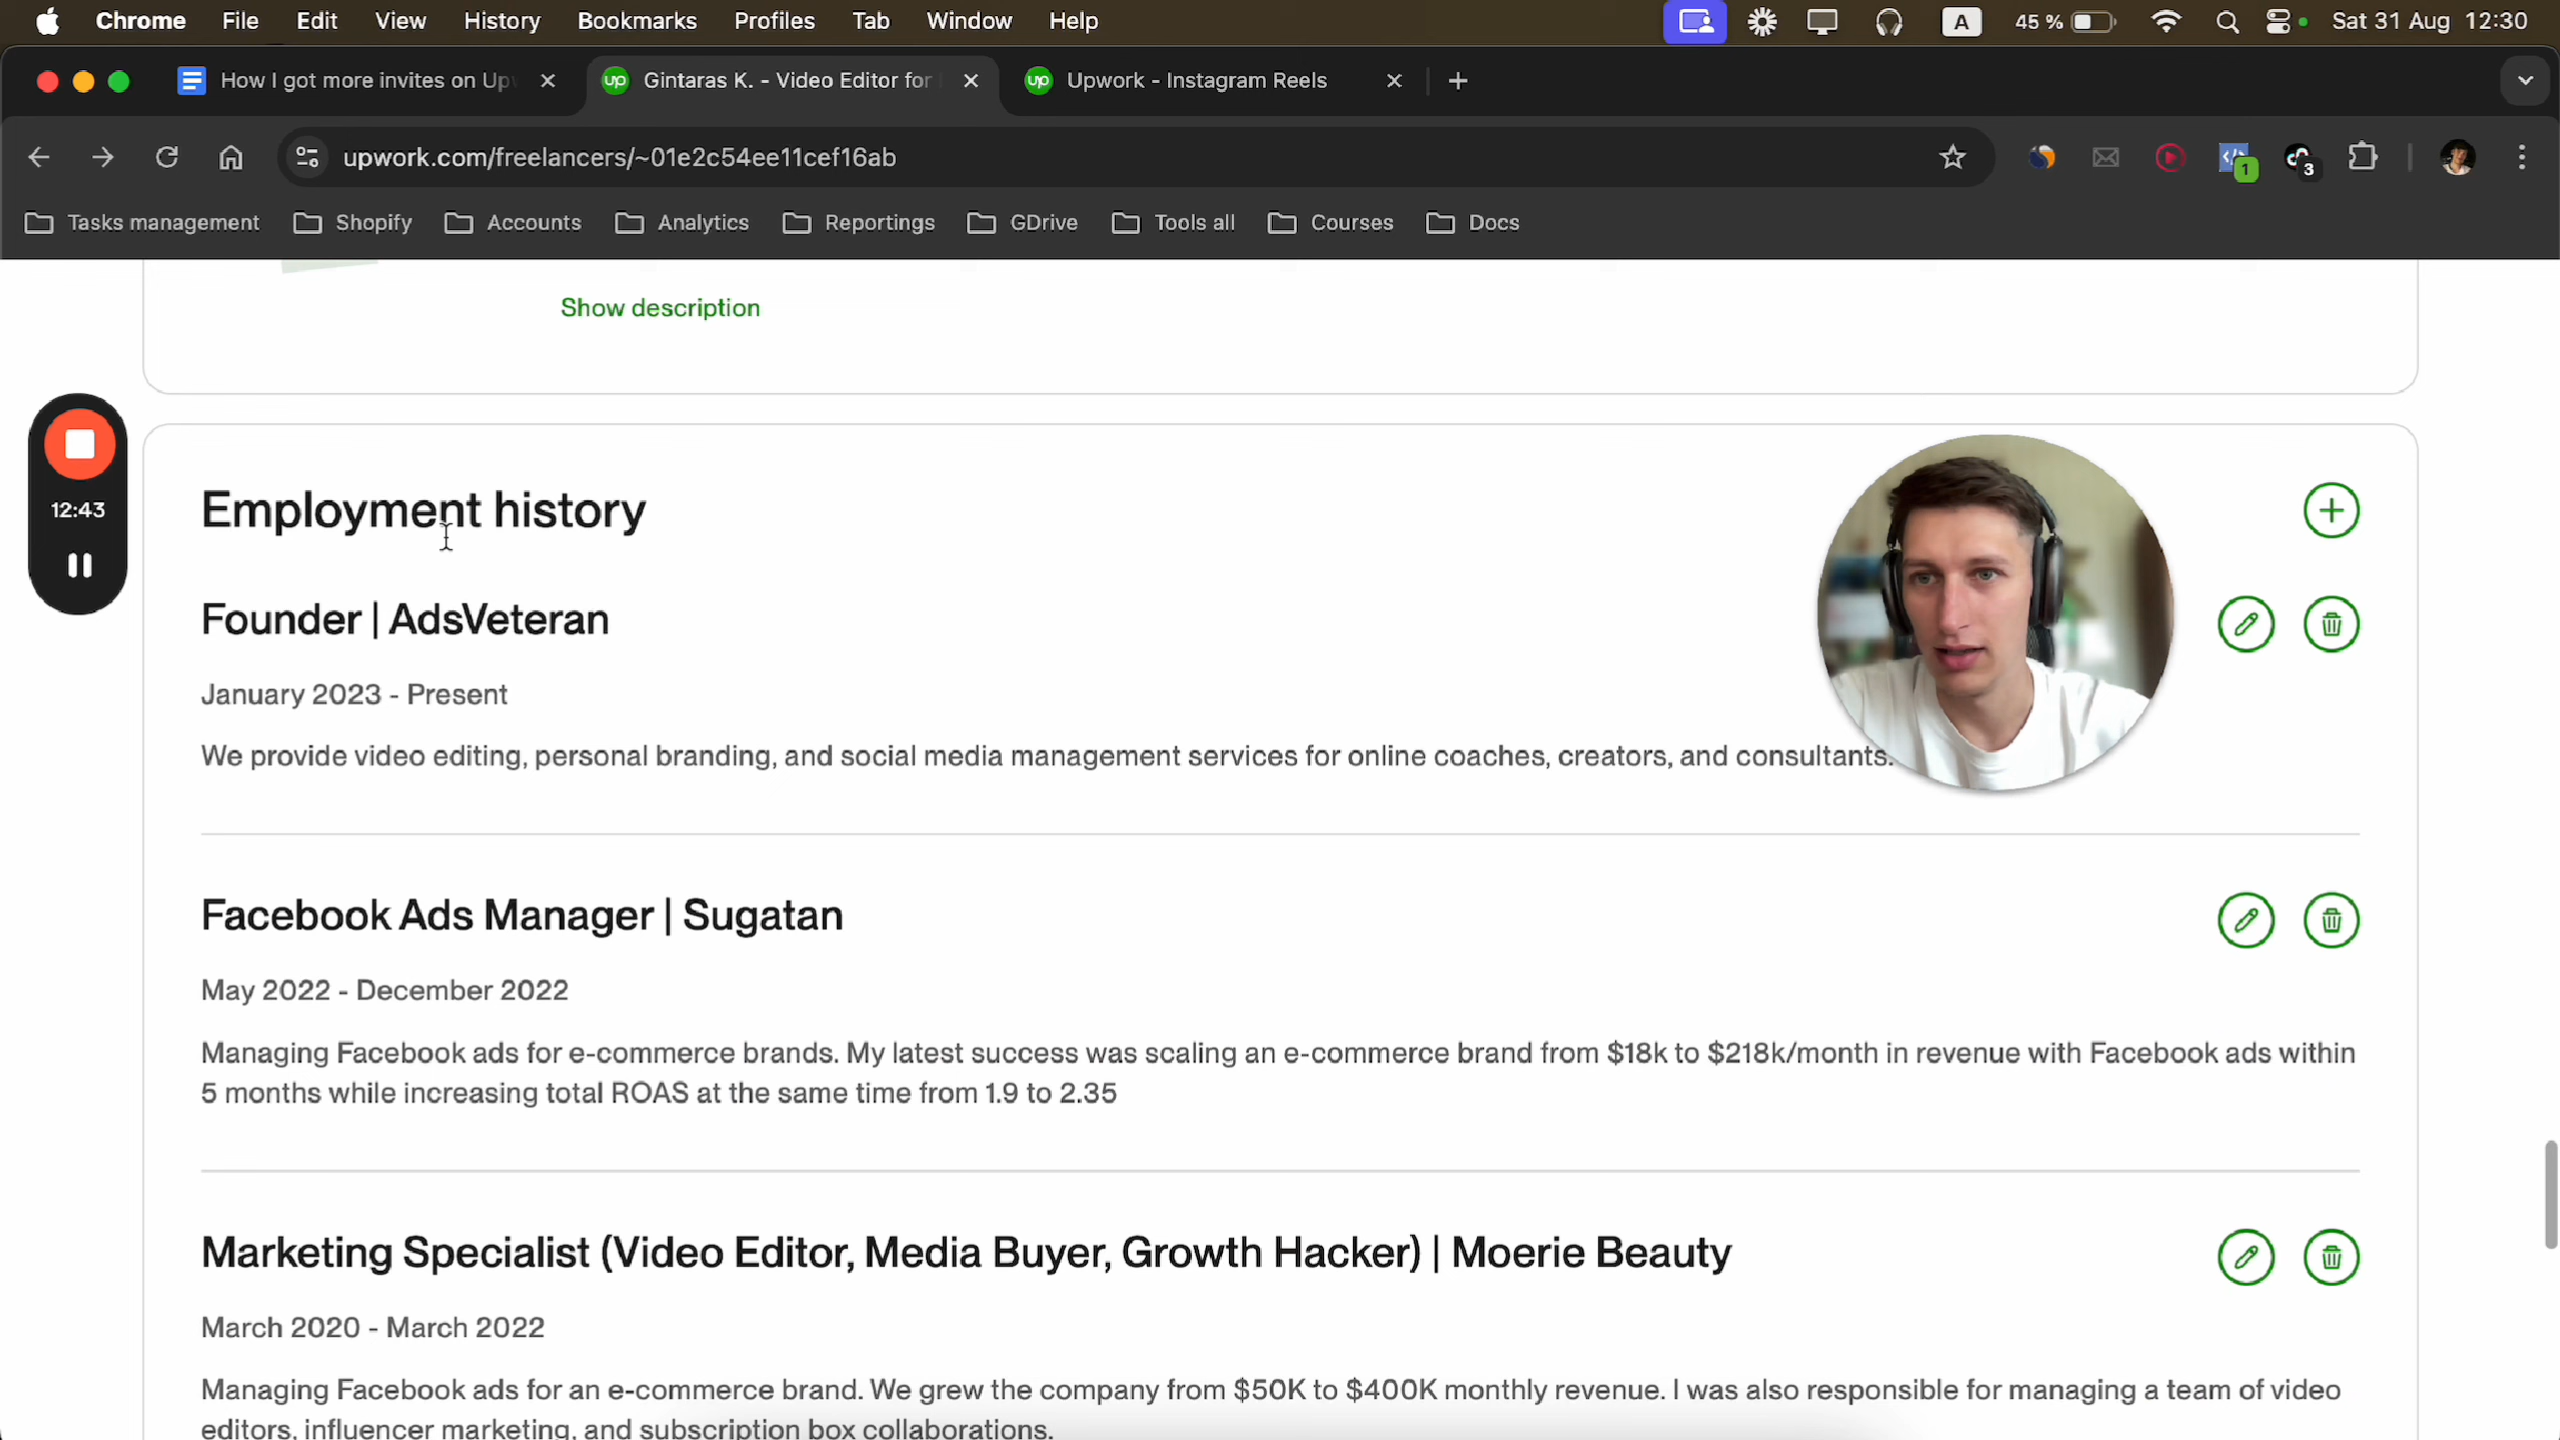 Chrome File Edit View History Bookmarks Profiles Tab Window Help A 45 % Sat 31 Aug 12:30
How I got more invites on Up
up Gintaras K. - Video Editor for
up Upwork - Instagram Reels
upwork.com/freelancers/~01e2c54ee11cef16ab 1 3
Tasks management Shopify Accounts Analytics Reportings GDrive Tools all Courses Docs
Show description
12:43
Employment history
Founder | AdsVeteran
January 2023 - Present
We provide video editing, personal branding, and social media management services for online coaches, creators, and consultants.
Facebook Ads Manager | Sugatan
May 2022 - December 2022
Managing Facebook ads for e-commerce brands. My latest success was scaling an e-commerce brand from $18k to $218k/month in revenue with Facebook ads within
5 months while increasing total ROAS at the same time from 1.9 to 2.35
Marketing Specialist (Video Editor, Media Buyer, Growth Hacker) | Moerie Beauty
March 2020 - March 2022
Managing Facebook ads for an e-commerce brand. We grew the company from $50K to $400K monthly revenue. I was also responsible for managing a team of video
editors, influencer marketing, and subscription box collaborations.